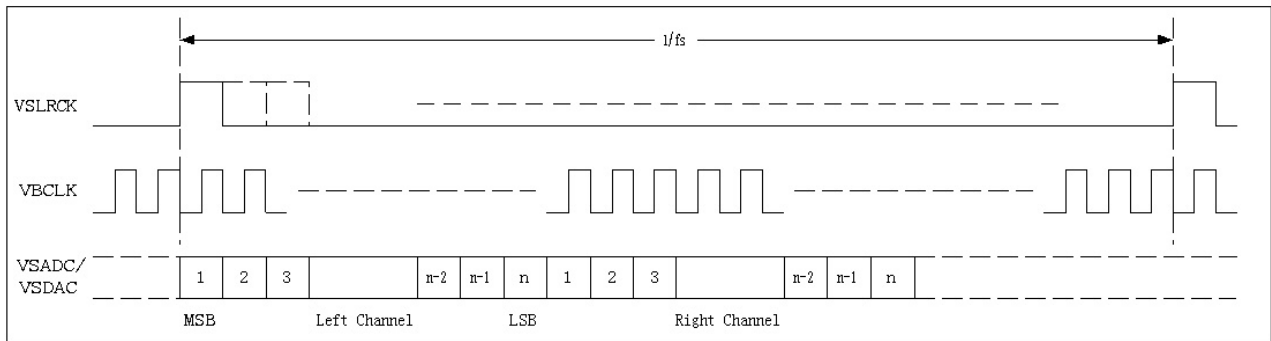 1/fs
VSLRCK
VBCLK
VSADC/
VSDAC
1 2 3 n-2 n-1 n 1 2 3 n-2 n-1 n
MSB Left Channel LSB Right Channel